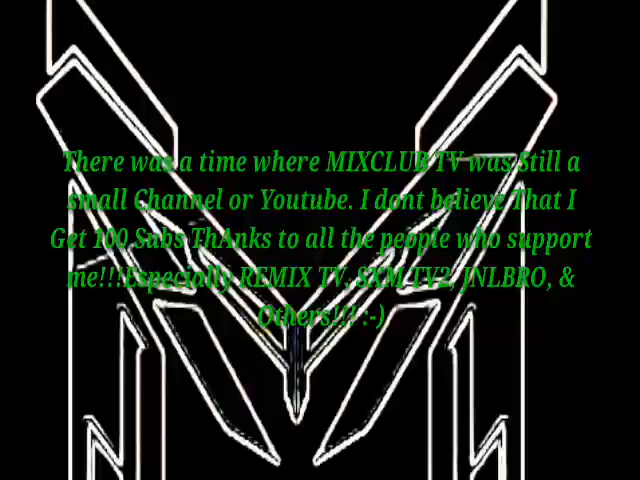 There was a time where MIXCLUB TV was Still a
small Channel or Youtube. I dont believe That I
Get 100 Subs ThAnks to all the people who support
me!!!Especially REMIX TV, SXM TV2, JNLBRO, &
Others!!! :-)